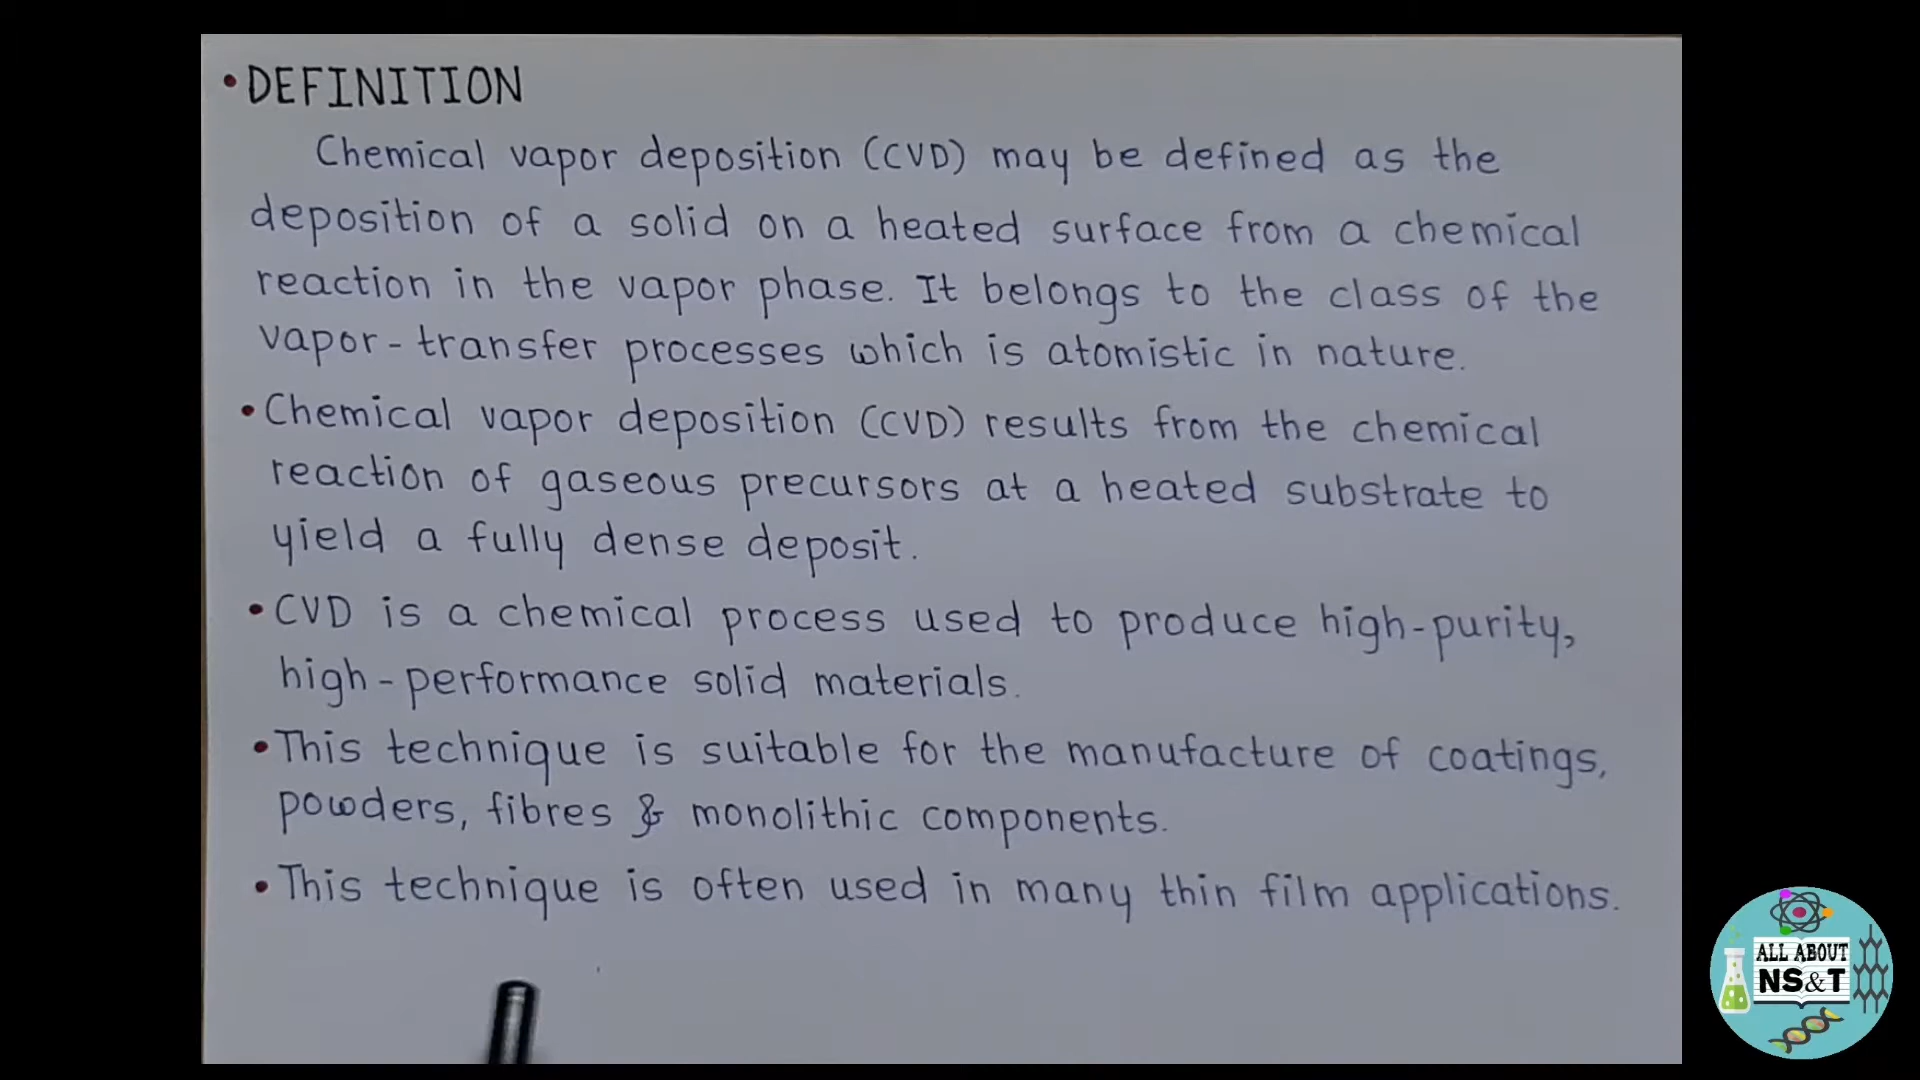 • DEFINITION
Chemical vapor deposition (CVD) may be defined as the
deposition of a solid on a heated surface from a chemical
reaction in the vapor phase. It belongs to the class of the
vapor-transfer processes which is atomistic in nature.
• Chemical vapor deposition (CVD) results from the chemical
reaction of gaseous precursors at a heated substrate to
yield a fully dense deposit.
• CVD is a chemical process used to produce high-purity,
high-performance solid materials.
• This technique is suitable for the manufacture of coatings,
powders, fibres & monolithic components.
• This technique is often used in many thin film applications.
ALL ABOUT
NS&T